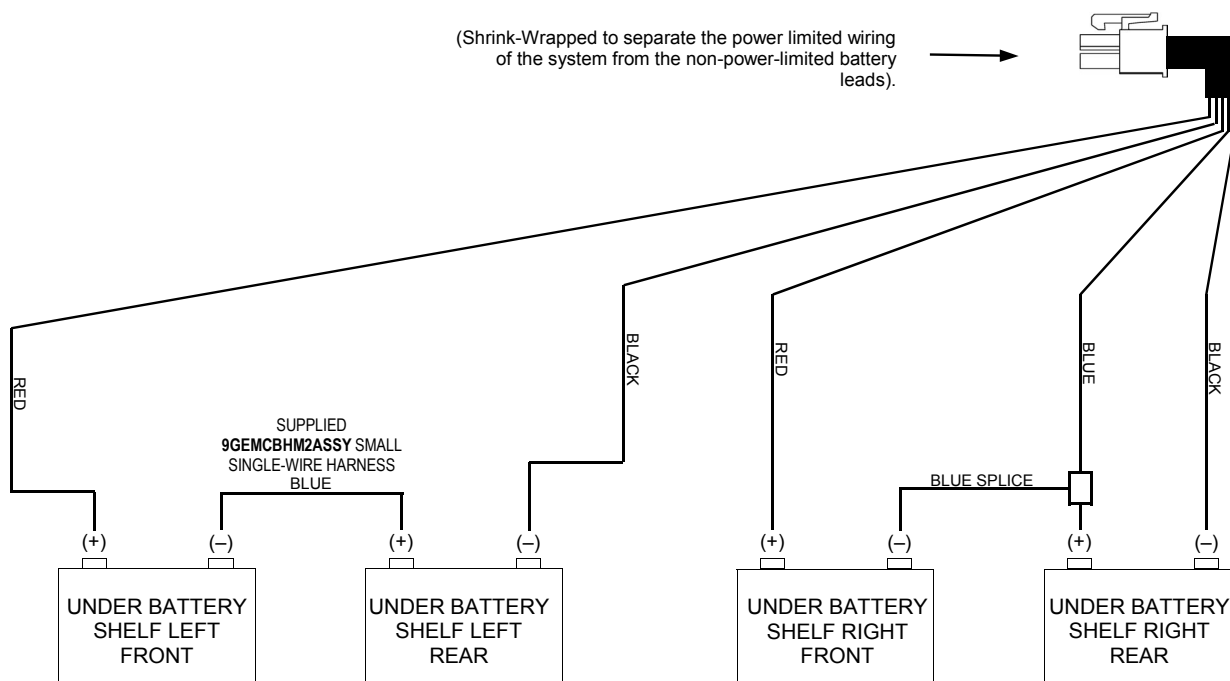 (Shrink-Wrapped to separate the power limited wiring
of the system from the non-power-limited battery
leads).
RED
BLACK
RED
BLUE
BLACK
SUPPLIED
9GEMCBHM2ASSY SMALL
SINGLE-WIRE HARNESS
BLUE
BLUE SPLICE
(+)
(–)
(+)
(–)
(+)
(–)
(+)
(–)
UNDER BATTERY
SHELF LEFT
FRONT
UNDER BATTERY
SHELF LEFT
REAR
UNDER BATTERY
SHELF RIGHT
FRONT
UNDER BATTERY
SHELF RIGHT
REAR